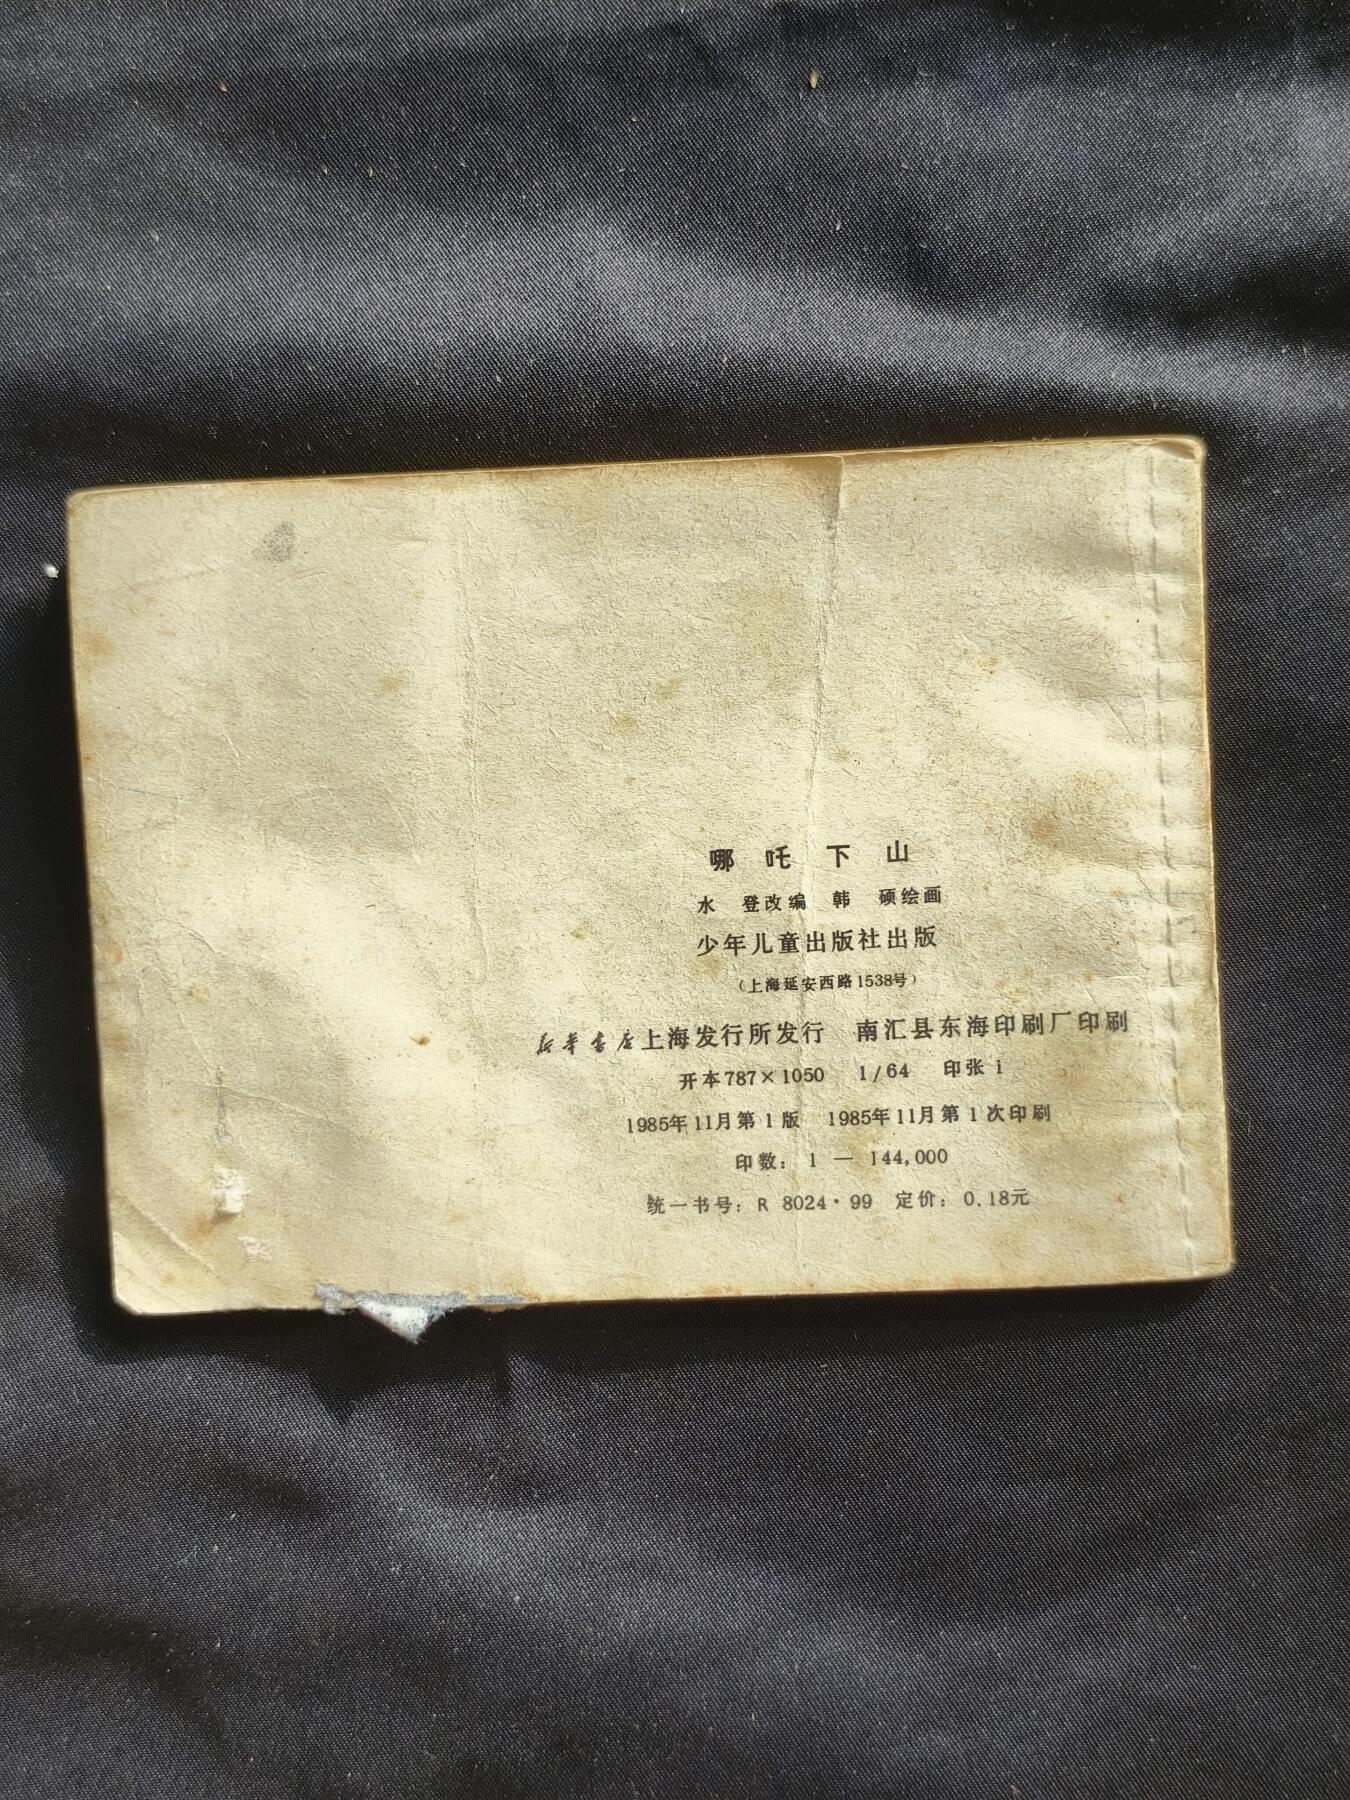 哪吒下山
水 登改编 韩 硕绘画
少年儿童出版社出版
（上海延安西路1538号）
新华书店上海发行所发行 南汇县东海印刷厂印刷
开本787×1050 1/64 印张 1
1985年11月第1版 1985年11月第1次印刷
印数：1 — 144,000
统一书号：R 8024·99 定价：0.18元